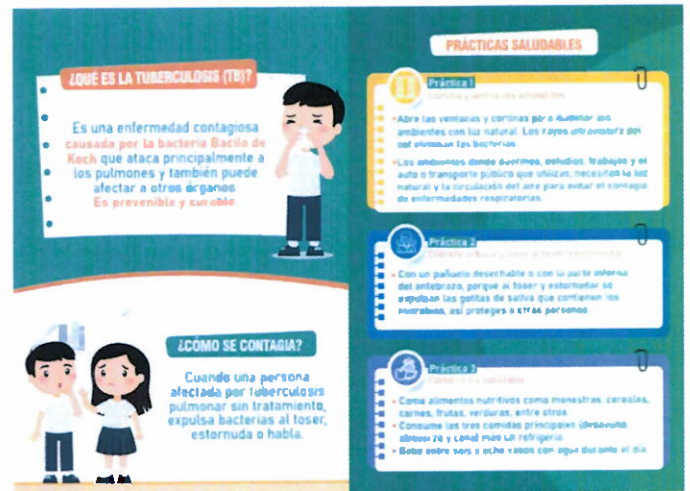 ¿QUÉ ES LA TUBERCULOSIS (TB)?
Es una enfermedad contagiosa
causada por la bacteria Bacilo de
Koch que ataca principalmente a
los pulmones y también puede
afectar a otros órganos
Es prevenible y curable
¿CÓMO SE CONTAGIA?
Cuando una persona
afectada por tuberculosis
pulmonar sin tratamiento,
expulsa bacterias al toser,
estornuda o habla.
PRÁCTICAS SALUDABLES
Práctica 1
Abre las ventanas y cortinas para iluminar los
ambientes con luz natural. Los rayos ultravioleta del
sol eliminan las bacterias
Los ambientes donde duermes, estudias, trabajas y el
auto o transporte público que utilizas, necesitan la luz
natural y la circulación del aire para evitar el contagio
de enfermedades respiratorias.
Práctica 2
Con un pañuelo desechable o con la parte interna
del antebrazo, porque al toser y estornudar se
expulsan las gotitas de saliva que contienen los
microbios, así proteges a otras personas
Práctica 3
Come alimentos nutritivos como menestras, cereales,
carnes, frutas, verduras, entre otros
Consume las tres comidas principales (desayuno,
almuerzo y cena) más un refrigerio.
Bebe entre seis a ocho vasos con agua durante el día